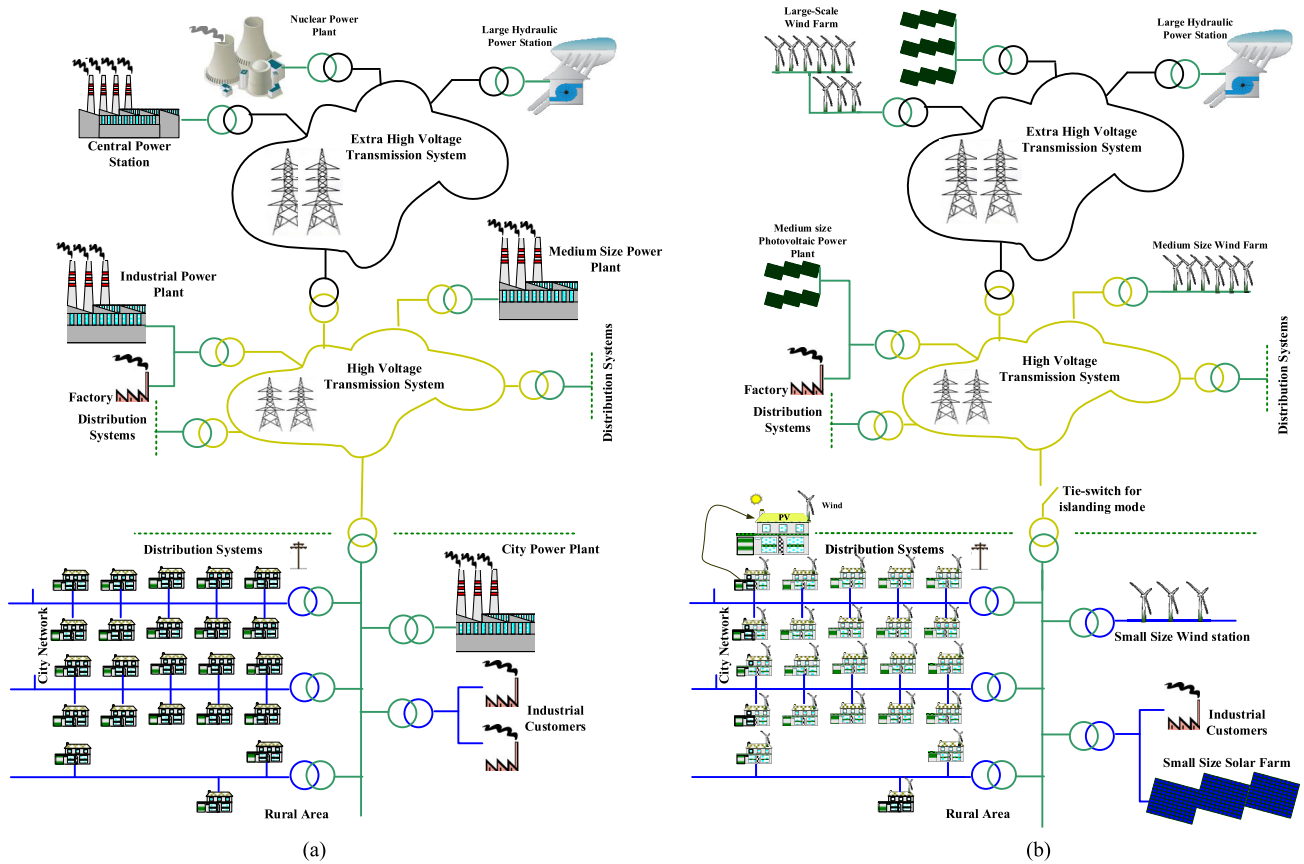 Nuclear Power
Plant
Large Hydraulic
Power Station
Central Power
Station
Extra High Voltage
Transmission System
Industrial Power
Plant
Medium Size Power
Plant
Factory
High Voltage
Transmission System
Distribution
Systems
Distribution Systems
Distribution Systems
City Power Plant
City Network
Industrial
Customers
Rural Area
(a)
Large-Scale
Wind Farm
Large Hydraulic
Power Station
Extra High Voltage
Transmission System
Medium size
Photovoltaic Power
Plant
Medium Size Wind Farm
Factory
High Voltage
Transmission System
Distribution
Systems
Distribution Systems
Tie-switch for
islanding mode
Wind
PV
Distribution Systems
City Network
Small Size Wind station
Industrial
Customers
Small Size Solar Farm
Rural Area
(b)